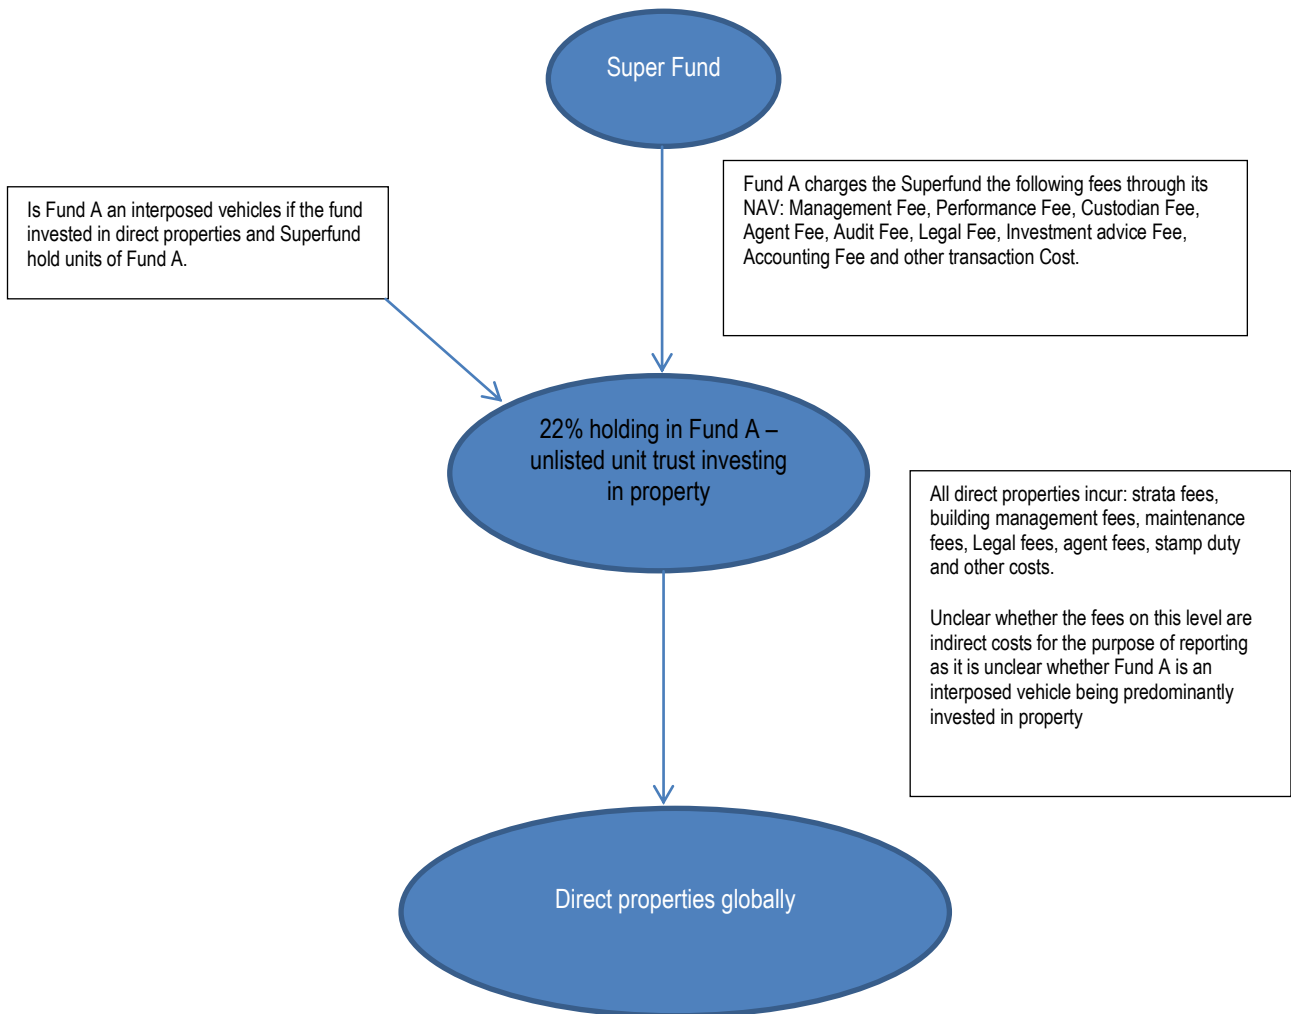 Super Fund
Is Fund A an interposed vehicles if the fund
invested in direct properties and Superfund
hold units of Fund A.
Fund A charges the Superfund the following fees through its
NAV: Management Fee, Performance Fee, Custodian Fee,
Agent Fee, Audit Fee, Legal Fee, Investment advice Fee,
Accounting Fee and other transaction Cost.
22% holding in Fund A –
unlisted unit trust investing
in property
All direct properties incur: strata fees,
building management fees, maintenance
fees, Legal fees, agent fees, stamp duty
and other costs.
Unclear whether the fees on this level are
indirect costs for the purpose of reporting
as it is unclear whether Fund A is an
interposed vehicle being predominantly
invested in property
Direct properties globally